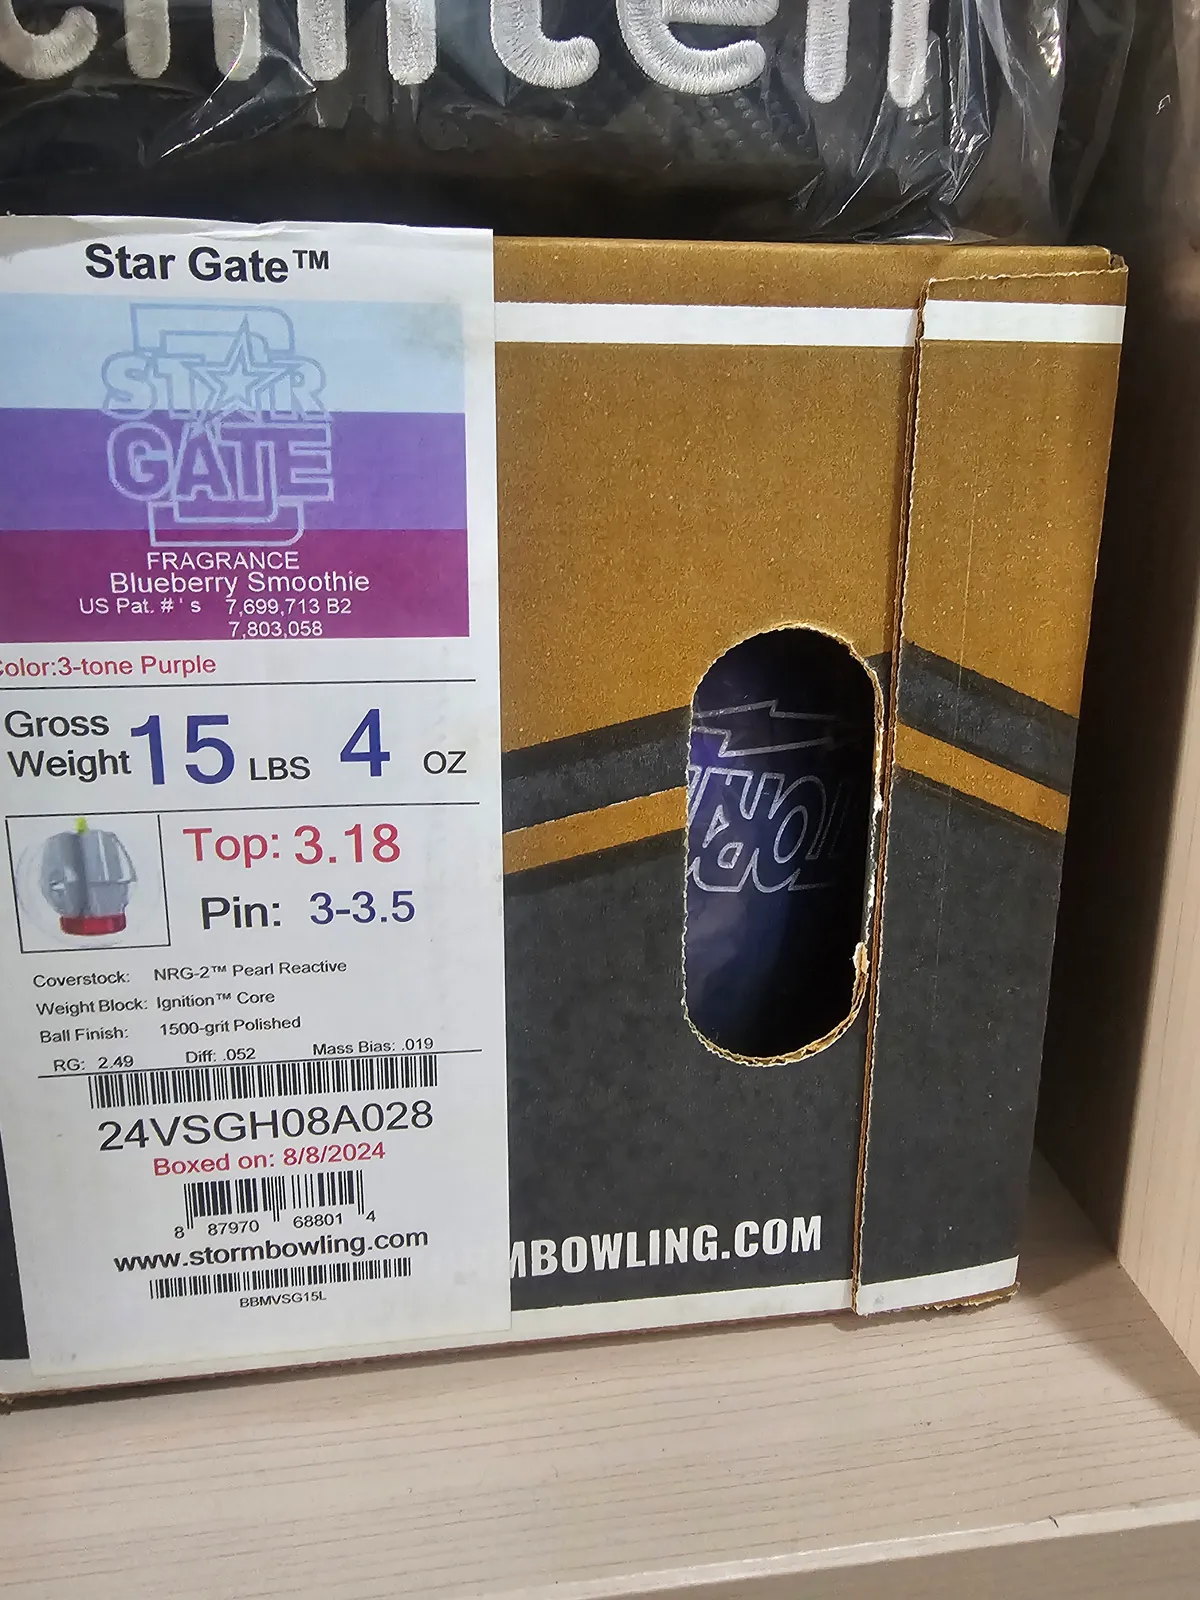 Star Gate™
STAR
GATE
FRAGRANCE
Blueberry Smoothie
US Pat. #'s 7,699,713 B2
7,803,058
Color:3-tone Purple
Gross Weight 15 LBS 4 OZ
Top: 3.18
Pin: 3-3.5
Coverstock: NRG-2™ Pearl Reactive
Weight Block: Ignition™ Core
Ball Finish: 1500-grit Polished
RG: 2.49 Diff: .052 Mass Bias: .019
24VSGH08A028
Boxed on: 8/8/2024
8 87970 68801 4
www.stormbowling.com
BBMVSG15L
MBOWLING.COM